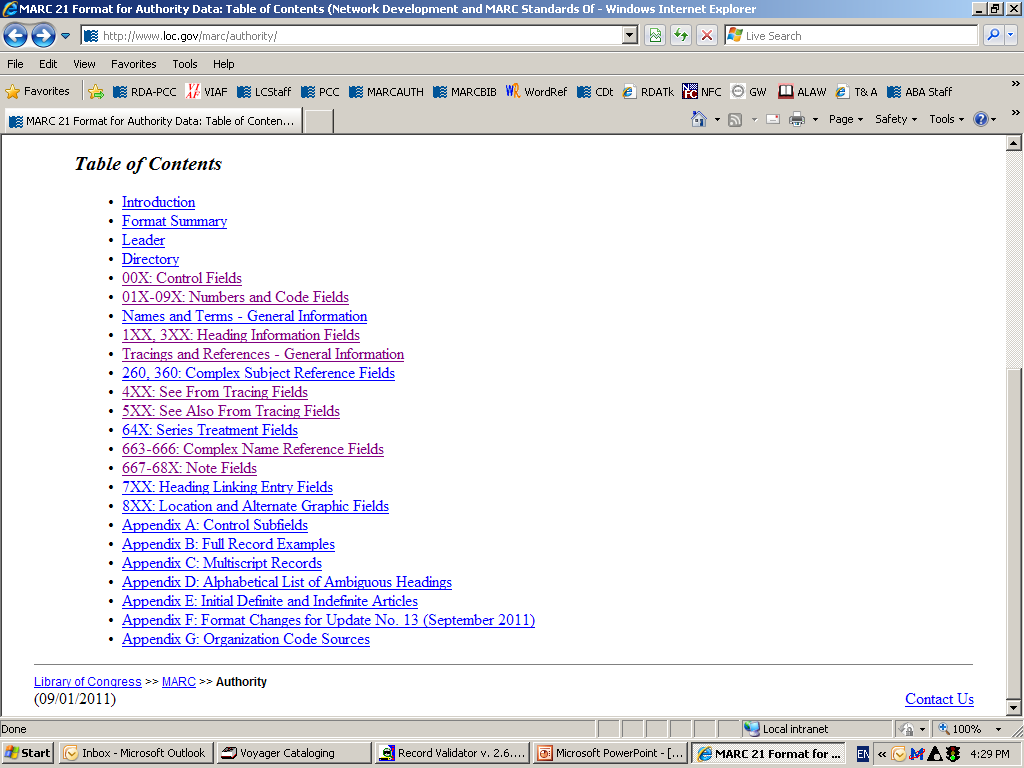 MARC 21 Format for Authority Data: Table of Contents (Network Development and MARC Standards Of - Windows Internet Explorer
http://www.loc.gov/marc/authority/
Live Search
File Edit View Favorites Tools Help
Favorites RDA-PCC VIAF LCStaff PCC MARCAUTH MARCBIB WordRef CDt RDATk NFC GW ALAW T& A ABA Staff »
MARC 21 Format for Authority Data: Table of Conten...
Page Safety Tools »
Table of Contents
• Introduction
• Format Summary
• Leader
• Directory
• 00X: Control Fields
• 01X-09X: Numbers and Code Fields
• Names and Terms - General Information
• 1XX, 3XX: Heading Information Fields
• Tracings and References - General Information
• 260, 360: Complex Subject Reference Fields
• 4XX: See From Tracing Fields
• 5XX: See Also From Tracing Fields
• 64X: Series Treatment Fields
• 663-666: Complex Name Reference Fields
• 667-68X: Note Fields
• 7XX: Heading Linking Entry Fields
• 8XX: Location and Alternate Graphic Fields
• Appendix A: Control Subfields
• Appendix B: Full Record Examples
• Appendix C: Multiscript Records
• Appendix D: Alphabetical List of Ambiguous Headings
• Appendix E: Initial Definite and Indefinite Articles
• Appendix F: Format Changes for Update No. 13 (September 2011)
• Appendix G: Organization Code Sources
Library of Congress >> MARC >> Authority
(09/01/2011) Contact Us
Done Local intranet 100%
Start Inbox - Microsoft Outlook Voyager Cataloging Record Validator v. 2.6.... Microsoft PowerPoint - [... MARC 21 Format for ... EN « 4:29 PM